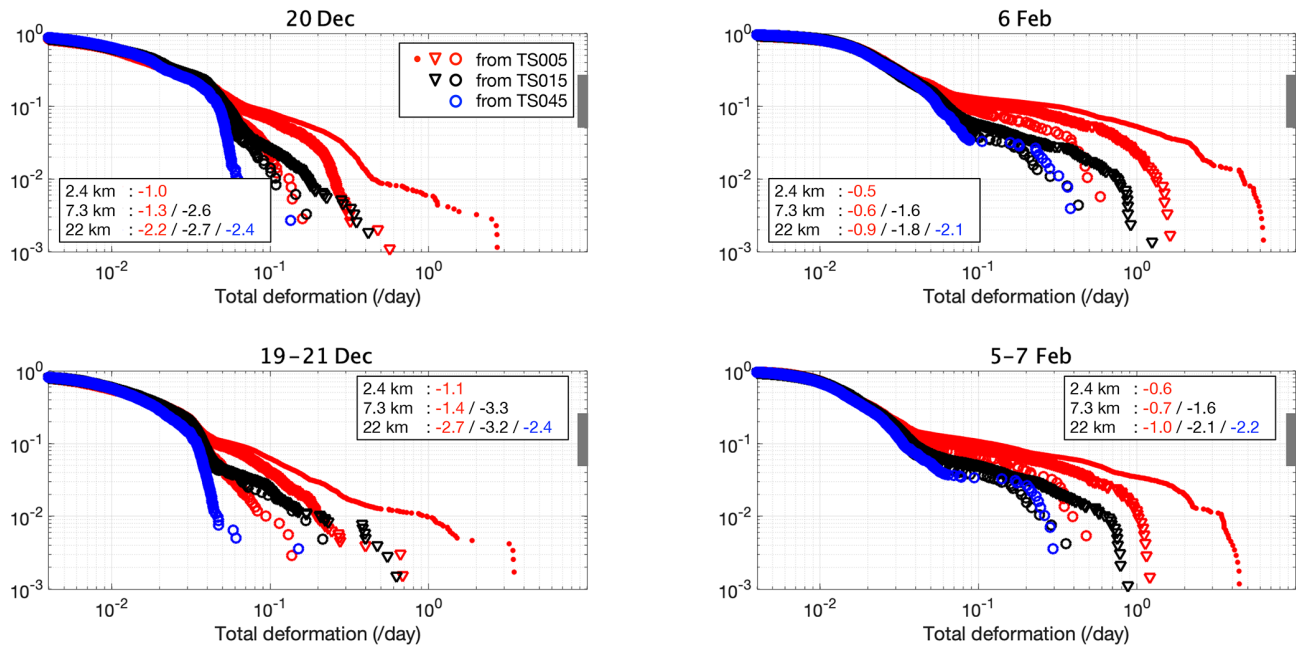 20 Dec
10^0
10^-1
10^-2
10^-3
from TS005
from TS015
from TS045
2.4 km : -1.0
7.3 km : -1.3 / -2.6
22 km : -2.2 / -2.7 / -2.4
10^-2 10^-1 10^0
Total deformation (/day)
6 Feb
10^0
10^-1
10^-2
10^-3
2.4 km : -0.5
7.3 km : -0.6 / -1.6
22 km : -0.9 / -1.8 / -2.1
10^-2 10^-1 10^0
Total deformation (/day)
19-21 Dec
10^0
10^-1
10^-2
10^-3
2.4 km : -1.1
7.3 km : -1.4 / -3.3
22 km : -2.7 / -3.2 / -2.4
10^-2 10^-1 10^0
Total deformation (/day)
5-7 Feb
10^0
10^-1
10^-2
10^-3
2.4 km : -0.6
7.3 km : -0.7 / -1.6
22 km : -1.0 / -2.1 / -2.2
10^-2 10^-1 10^0
Total deformation (/day)